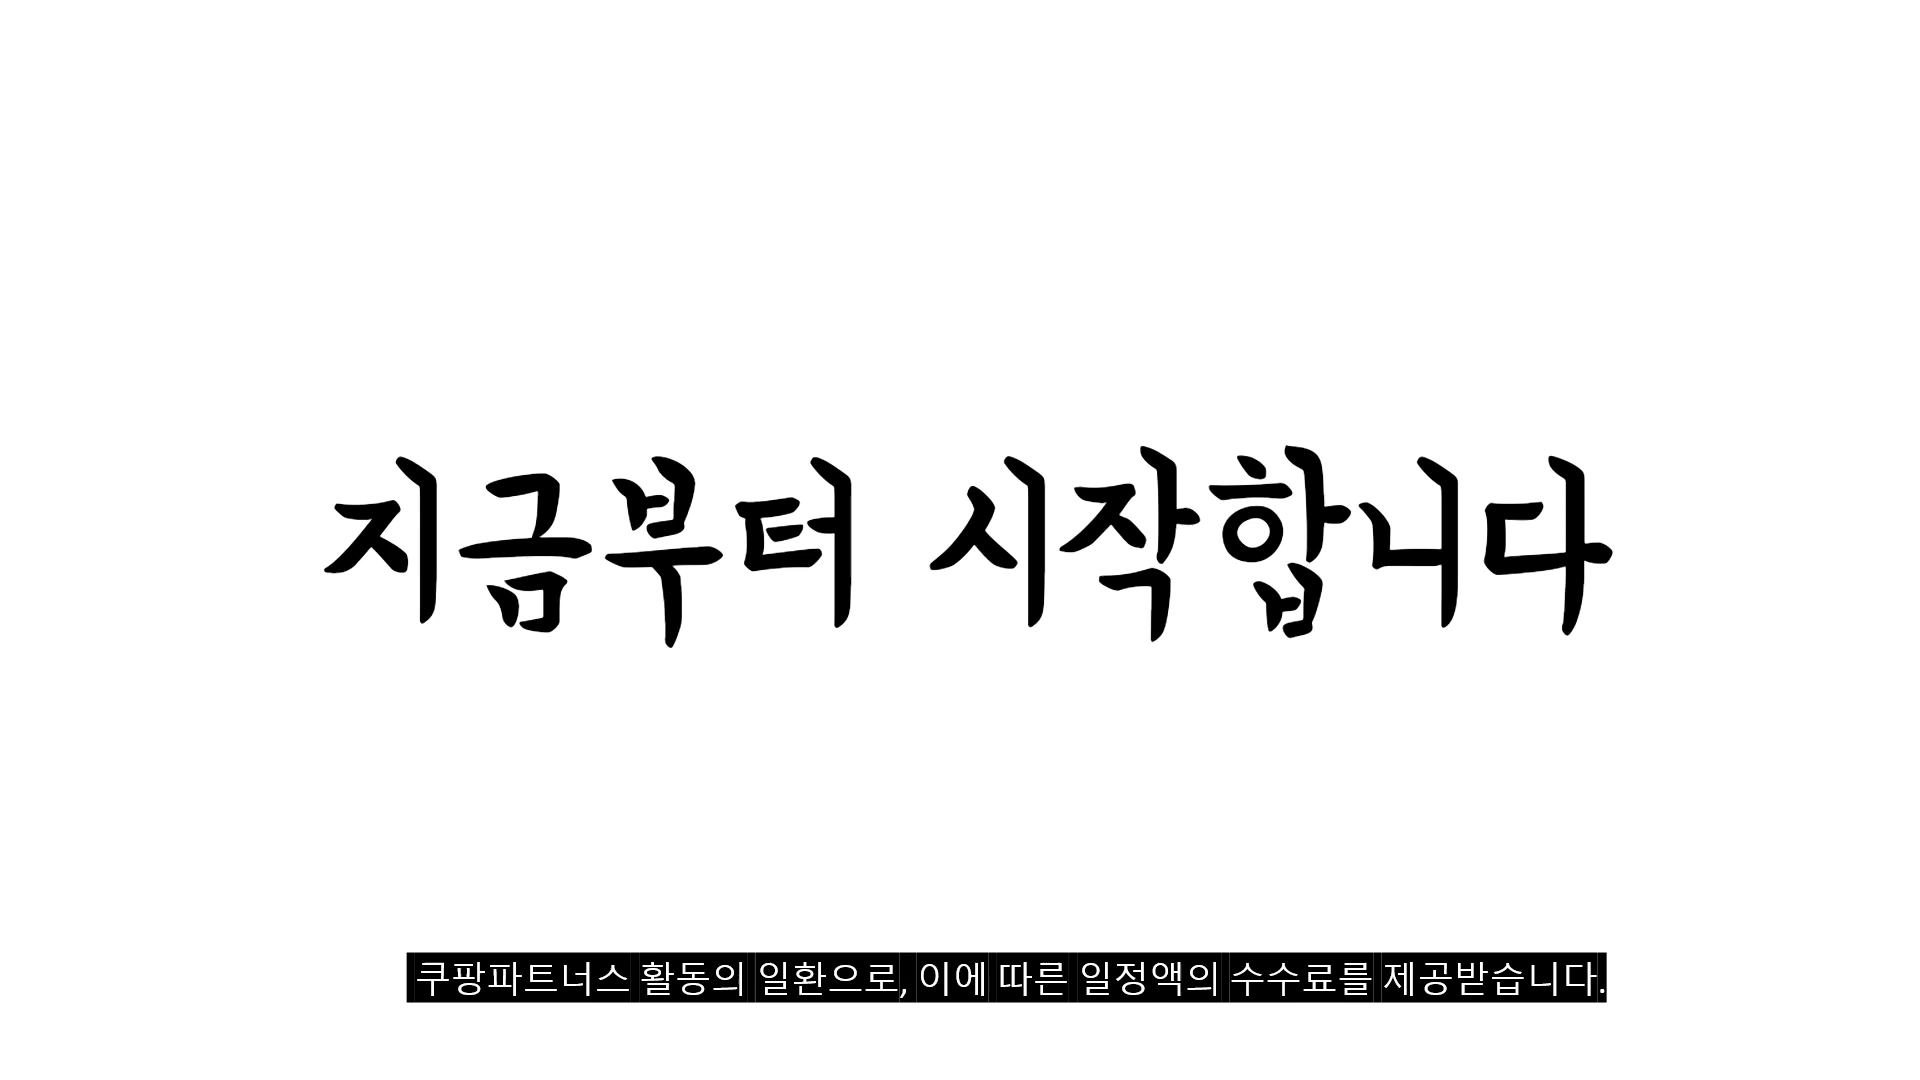 지금부터 시작합니다
쿠팡파트너스 활동의 일환으로, 이에 따른 일정액의 수수료를 제공받습니다.